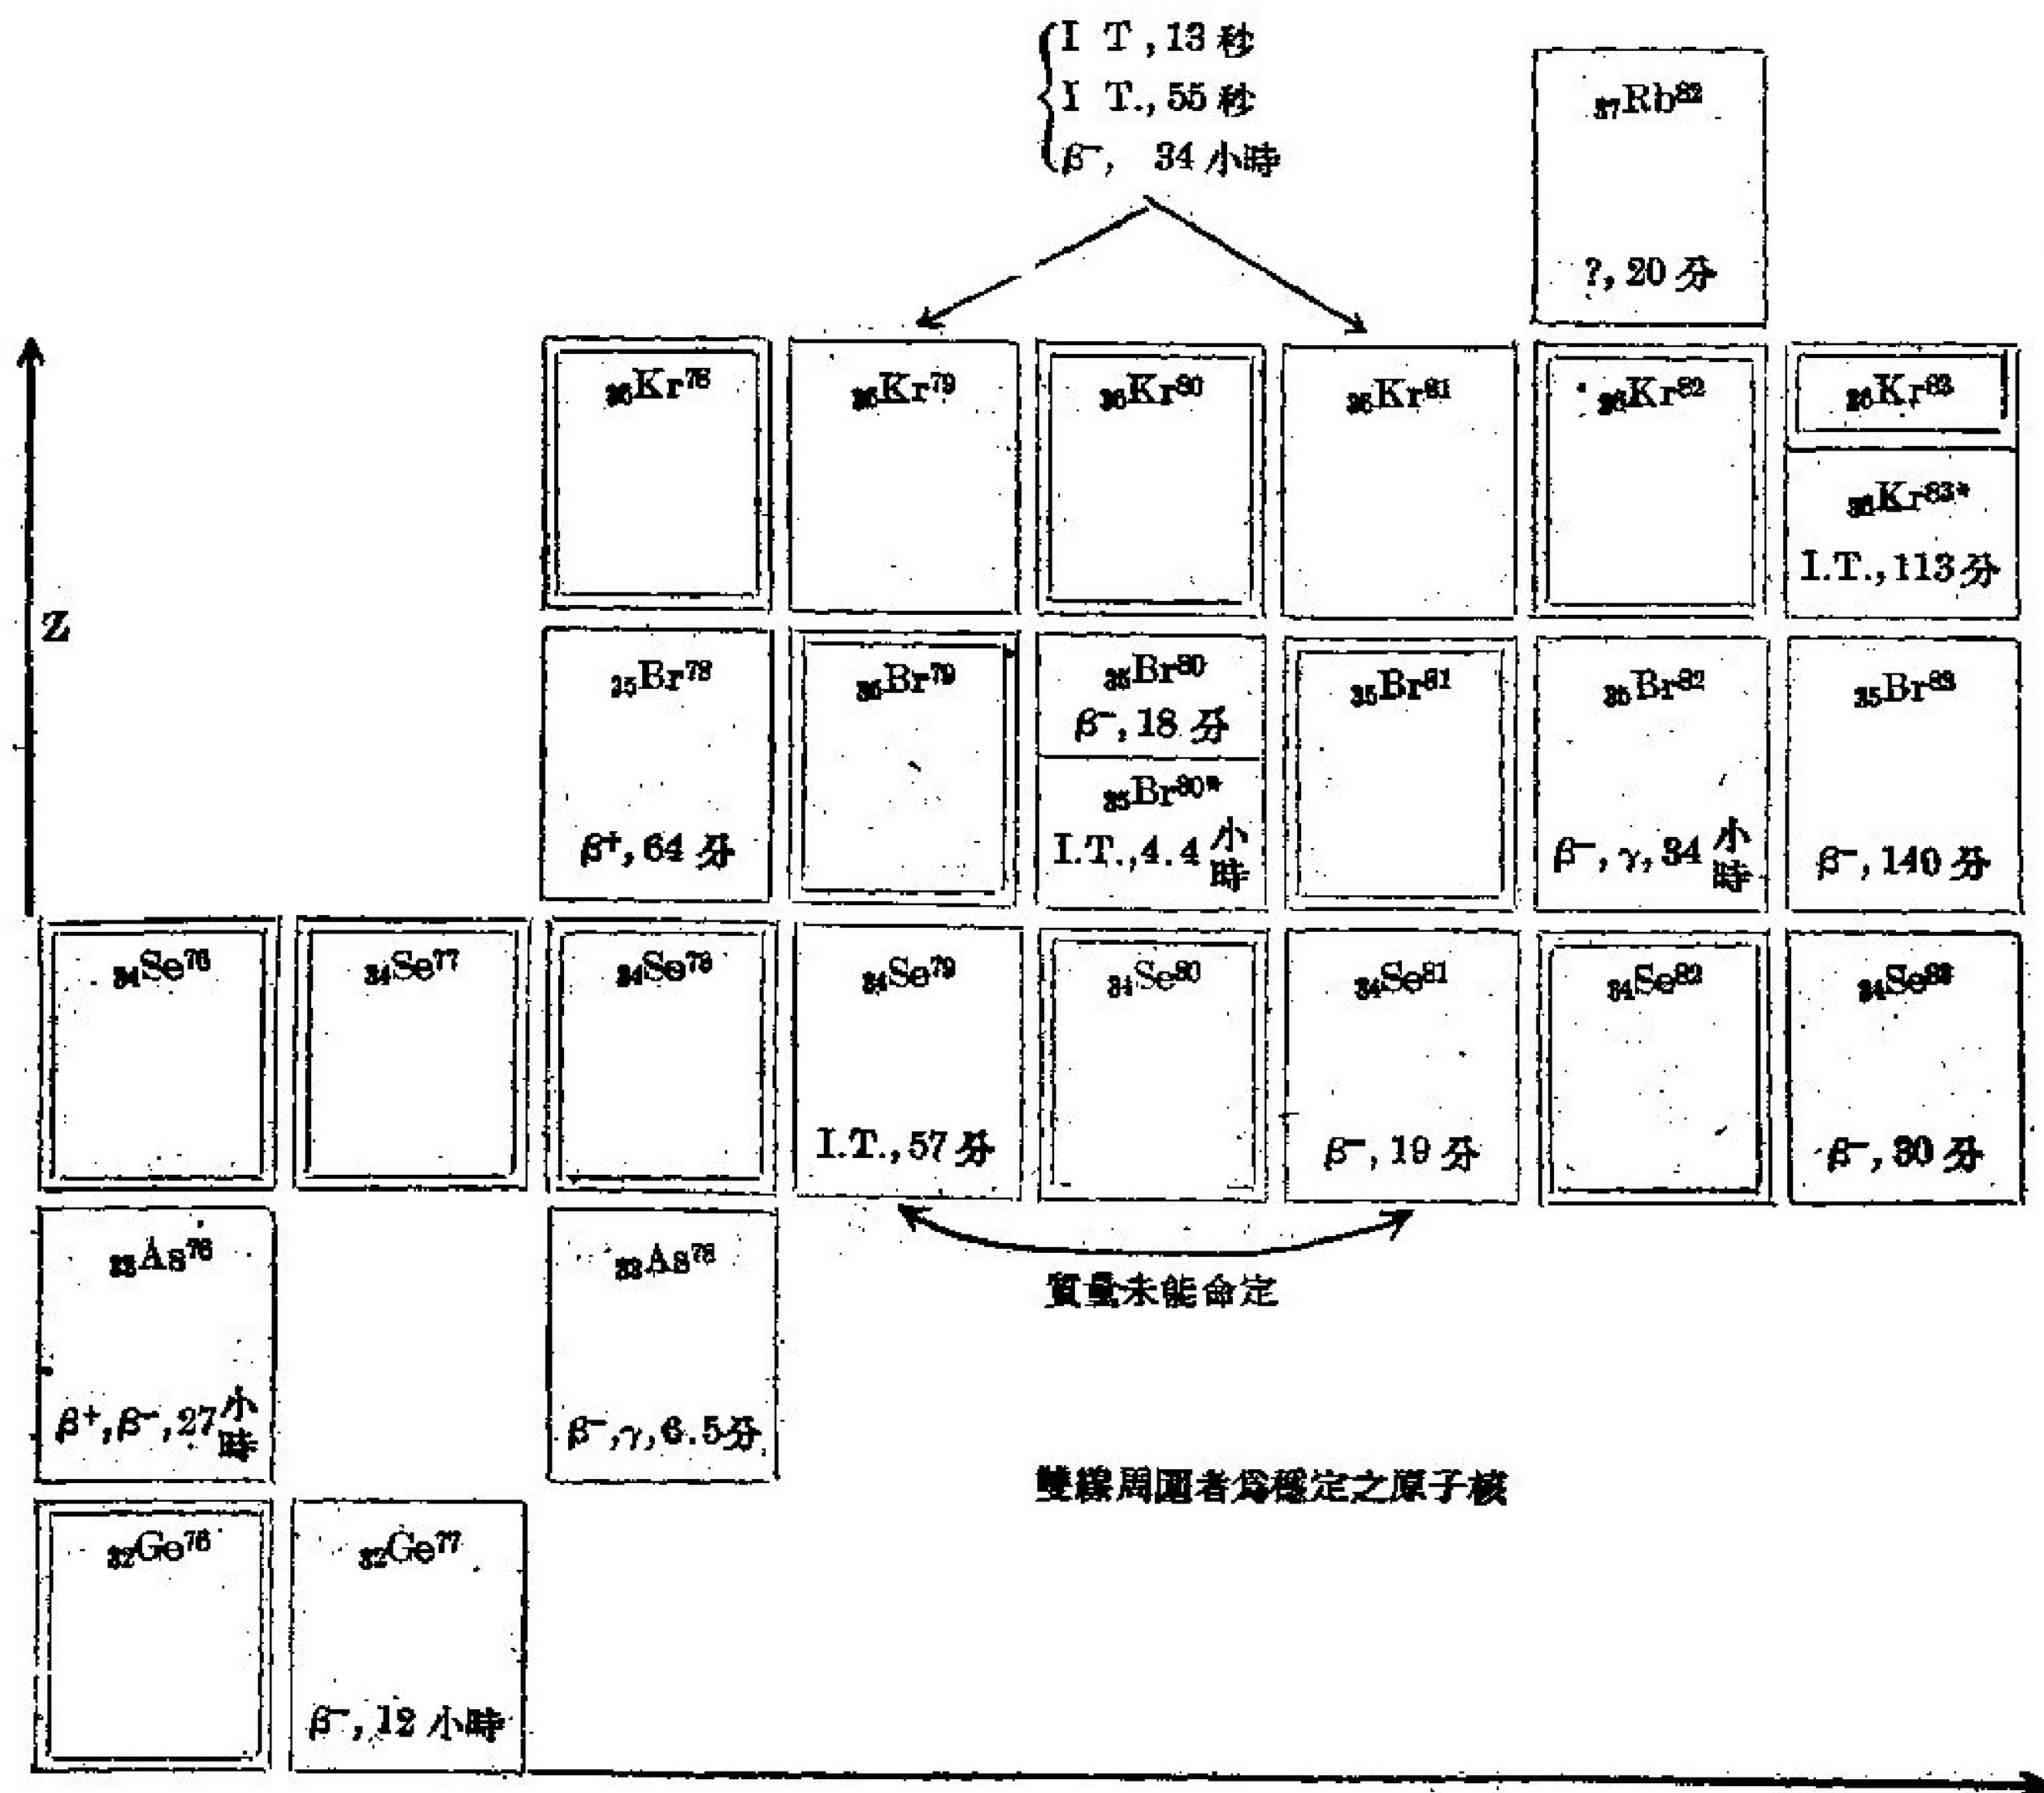 {I T , 13 秒
I T., 55 秒
β⁻, 34 小時
₃₇Rb⁸²
?, 20 分
Z
₃₆Kr⁷⁸
₃₆Kr⁷⁹
₃₆Kr⁸⁰
₃₆Kr⁸¹
₃₆Kr⁸²
₃₆Kr⁸³
₃₆Kr⁸³*
I.T., 113 分
₃₅Br⁷⁸
β⁺, 64 分
₃₅Br⁷⁹
₃₅Br⁸⁰
β⁻, 18 分
₃₅Br⁸⁰*
I.T., 4.4 小時
₃₅Br⁸¹
₃₅Br⁸²
β⁻, γ, 34 小時
₃₅Br⁸³
β⁻, 140 分
₃₄Se⁷⁶
₃₄Se⁷⁷
₃₄Se⁷⁸
₃₄Se⁷⁹
I.T., 57 分
₃₄Se⁸⁰
₃₄Se⁸¹
β⁻, 19 分
₃₄Se⁸²
₃₄Se⁸³
β⁻, 30 分
質量未能命定
₃₃As⁷⁶
β⁺, β⁻, 27 小時
₃₃As⁷⁸
β⁻, γ, 6.5 分
雙線周圍者爲穩定之原子核
₃₂Ge⁷⁶
₃₂Ge⁷⁷
β⁻, 12 小時